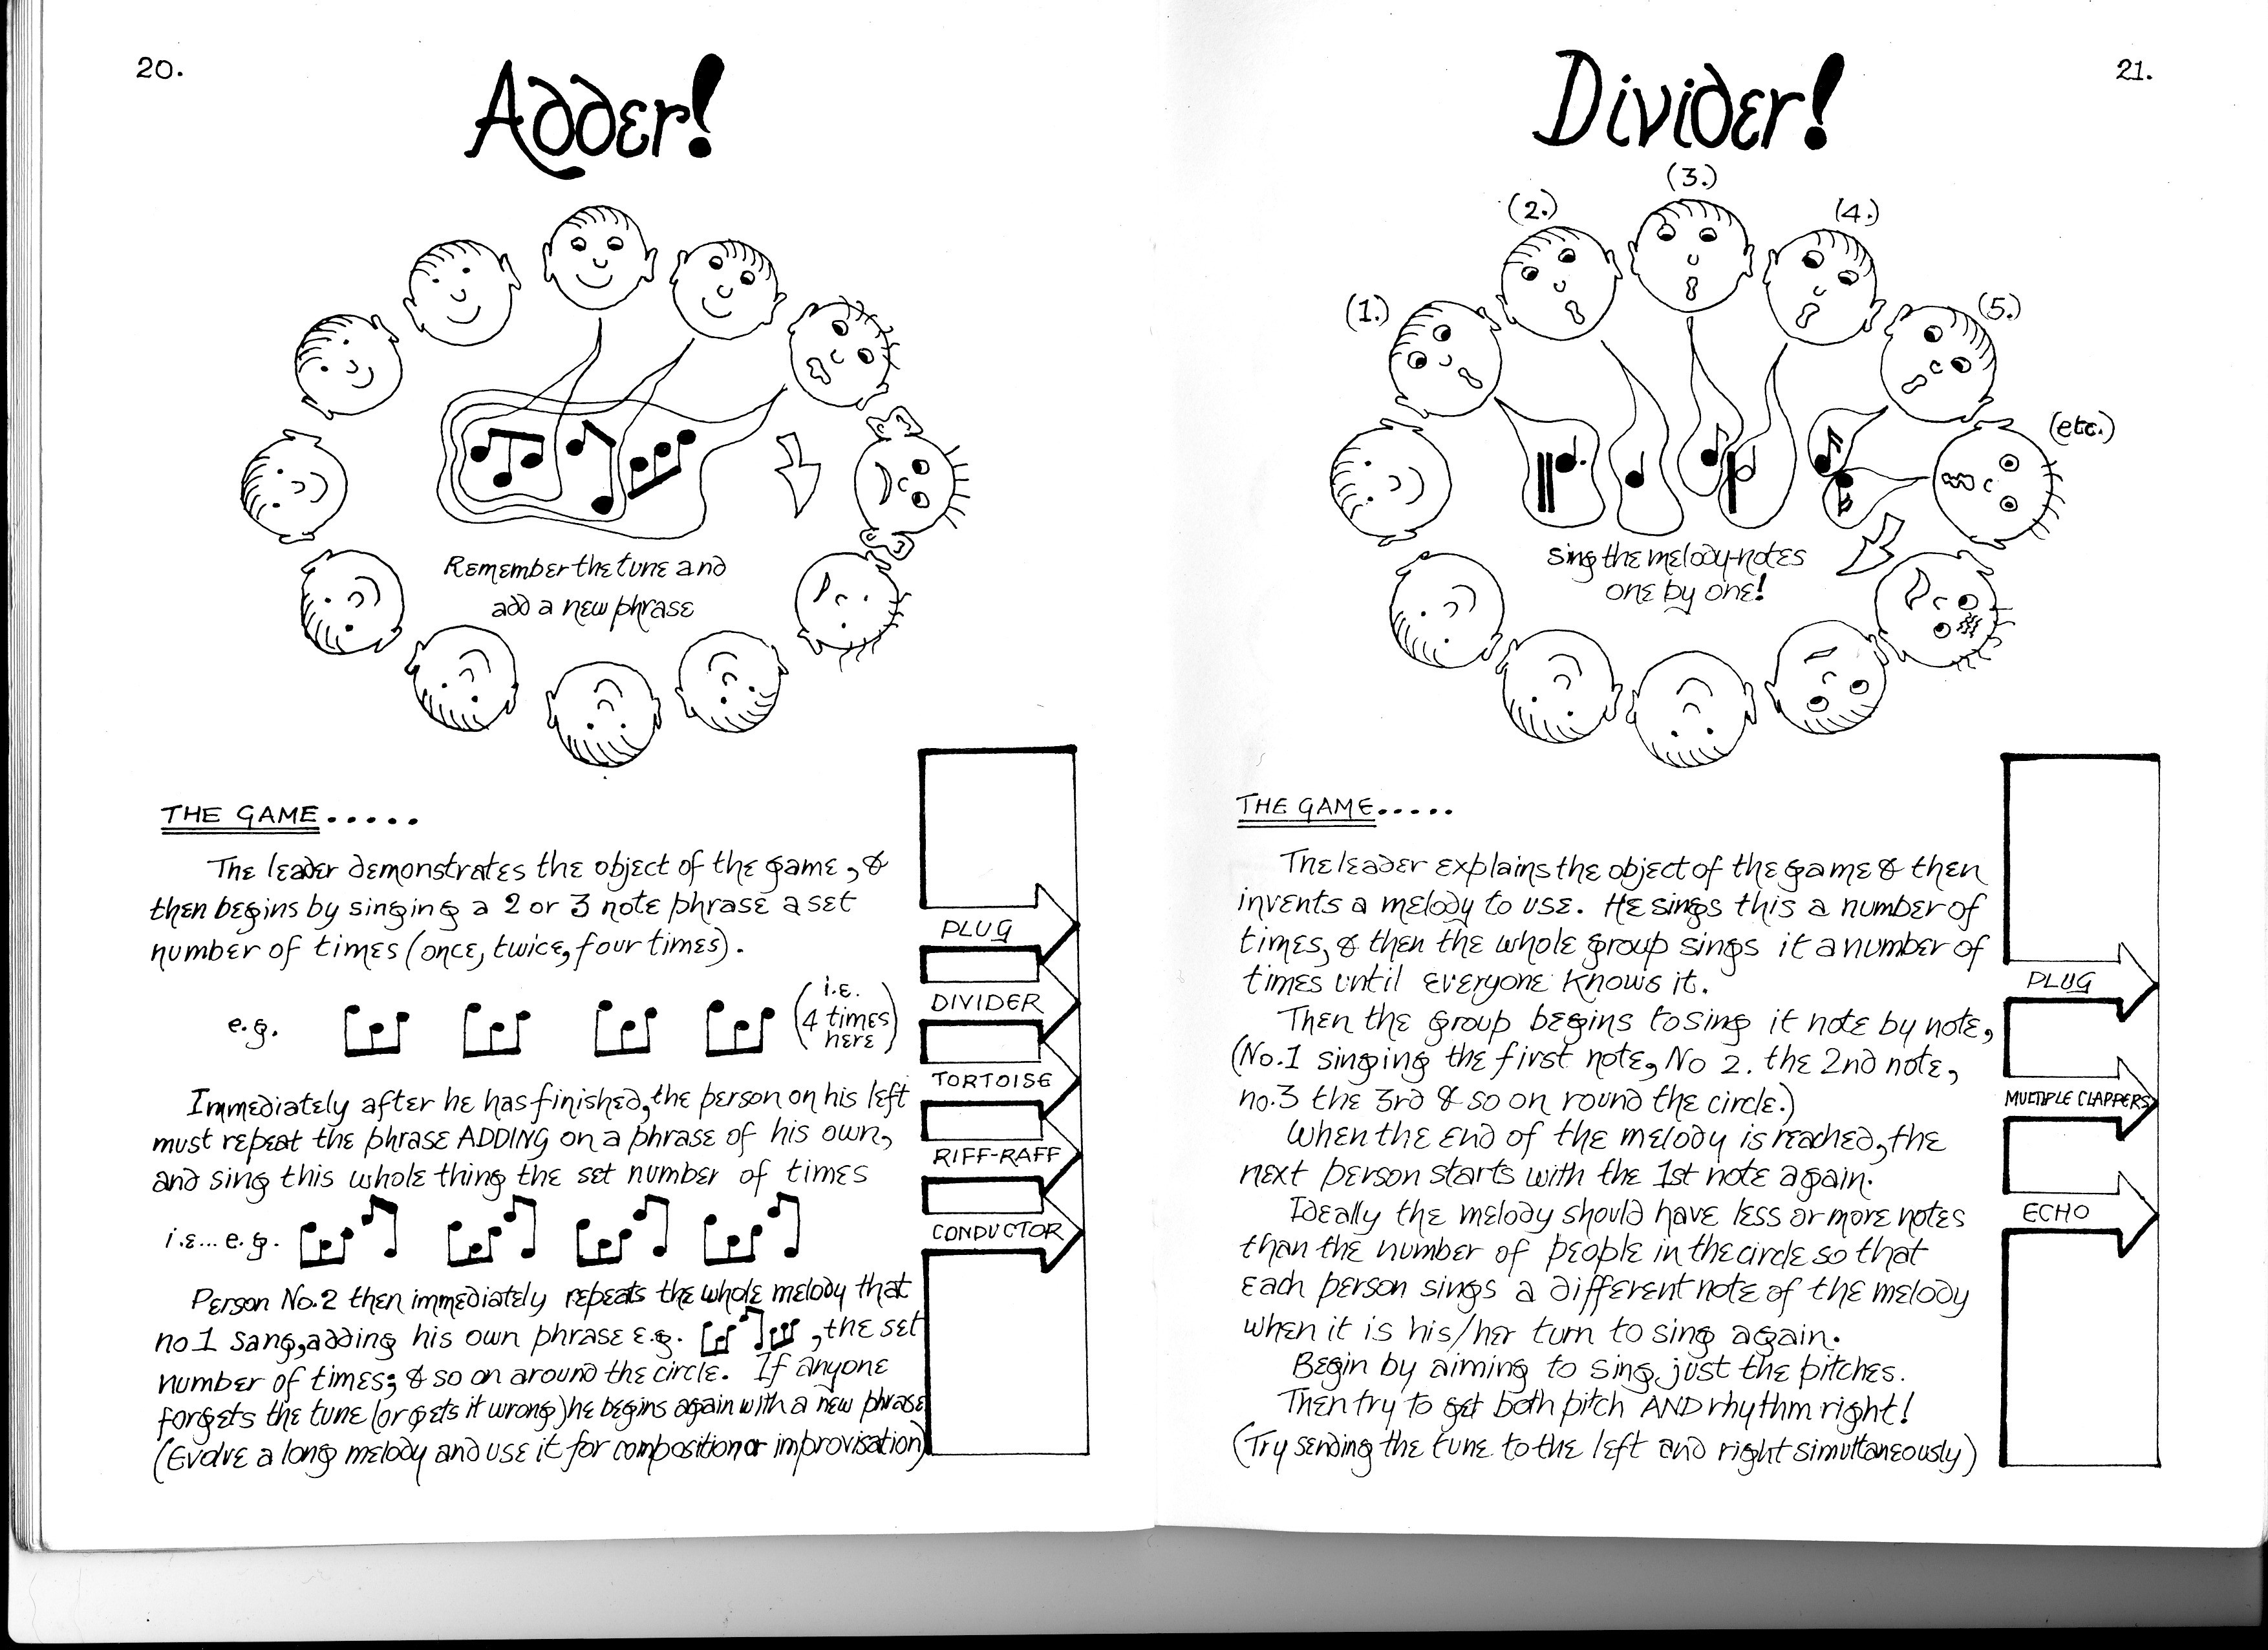 20.
Adder!
Remember the tune and
add a new phrase
THE GAME.....
The leader demonstrates the object of the game, &
then begins by singing a 2 or 3 note phrase a set
number of times (once, twice, four times).
e.g.
(i.e.
4 times
here)
Immediately after he has finished, the person on his left
must repeat the phrase ADDING on a phrase of his own,
and sing this whole thing the set number of times
i.e... e.g.
Person No.2 then immediately repeats the whole melody that
no 1 sang, adding his own phrase e.g. , the set
number of times; & so on around the circle. If anyone
forgets the tune (or gets it wrong) he begins again with a new phrase
(Evolve a long melody and use it for composition or improvisation)
PLUG
DIVIDER
TORTOISE
RIFF-RAFF
CONDUCTOR
21.
Divider!
(1.)
(2.)
(3.)
(4.)
(5.)
(etc.)
sing the melody-notes
one by one!
THE GAME.....
The leader explains the object of the game & then
invents a melody to use. He sings this a number of
times, & then the whole group sings it a number of
times until everyone knows it.
Then the group begins to sing it note by note,
(No.1 singing the first note, No 2. the 2nd note,
no.3 the 3rd & so on round the circle.)
When the end of the melody is reached, the
next person starts with the 1st note again.
Ideally the melody should have less or more notes
than the number of people in the circle so that
each person sings a different note of the melody
when it is his/her turn to sing again.
Begin by aiming to sing just the pitches.
Then try to get both pitch AND rhythm right!
(Try sending the tune to the left and right simultaneously)
PLUG
MULTIPLE CLAPPERS
ECHO